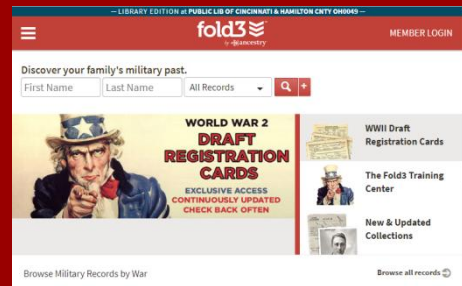 — LIBRARY EDITION at PUBLIC LIB OF CINCINNATI & HAMILTON CNTY OH0049 —
fold3
by ancestry
MEMBER LOGIN
Discover your family's military past.
First Name
Last Name
All Records
+
WORLD WAR 2
DRAFT
REGISTRATION
CARDS
EXCLUSIVE ACCESS
CONTINUOUSLY UPDATED
CHECK BACK OFTEN
WWII Draft
Registration Cards
The Fold3 Training
Center
New & Updated
Collections
Browse Military Records by War
Browse all records